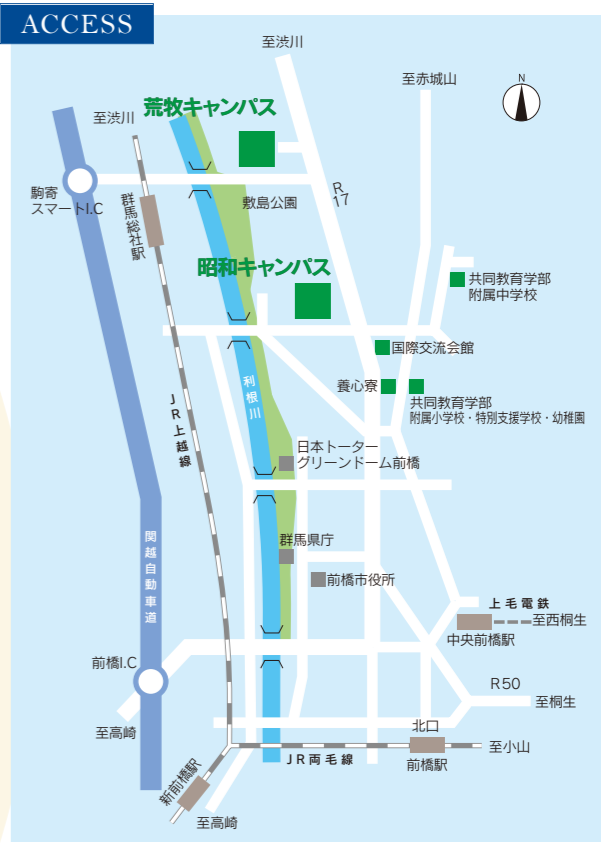 ACCESS
至渋川
N
至赤城山
荒牧キャンパス
至渋川
駒寄
スマートI.C
群馬総社駅
敷島公園
R
17
昭和キャンパス
共同教育学部
附属中学校
国際交流会館
養心寮
共同教育学部
附属小学校・特別支援学校・幼稚園
利根川
JR上越線
日本トーター
グリーンドーム前橋
関越自動車道
群馬県庁
前橋市役所
上毛電鉄
至西桐生
中央前橋駅
前橋I.C
R50
至桐生
至高崎
北口
至小山
JR両毛線
前橋駅
新前橋駅
至高崎